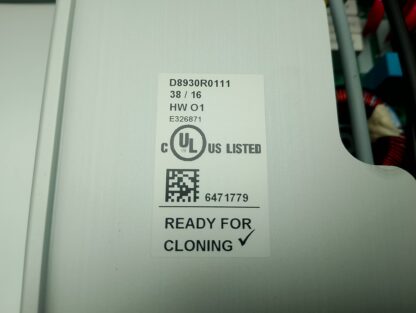 D8930R0111
38 / 16
HW O1
E326871
C UL US LISTED
6471779
READY FOR
CLONING ✓